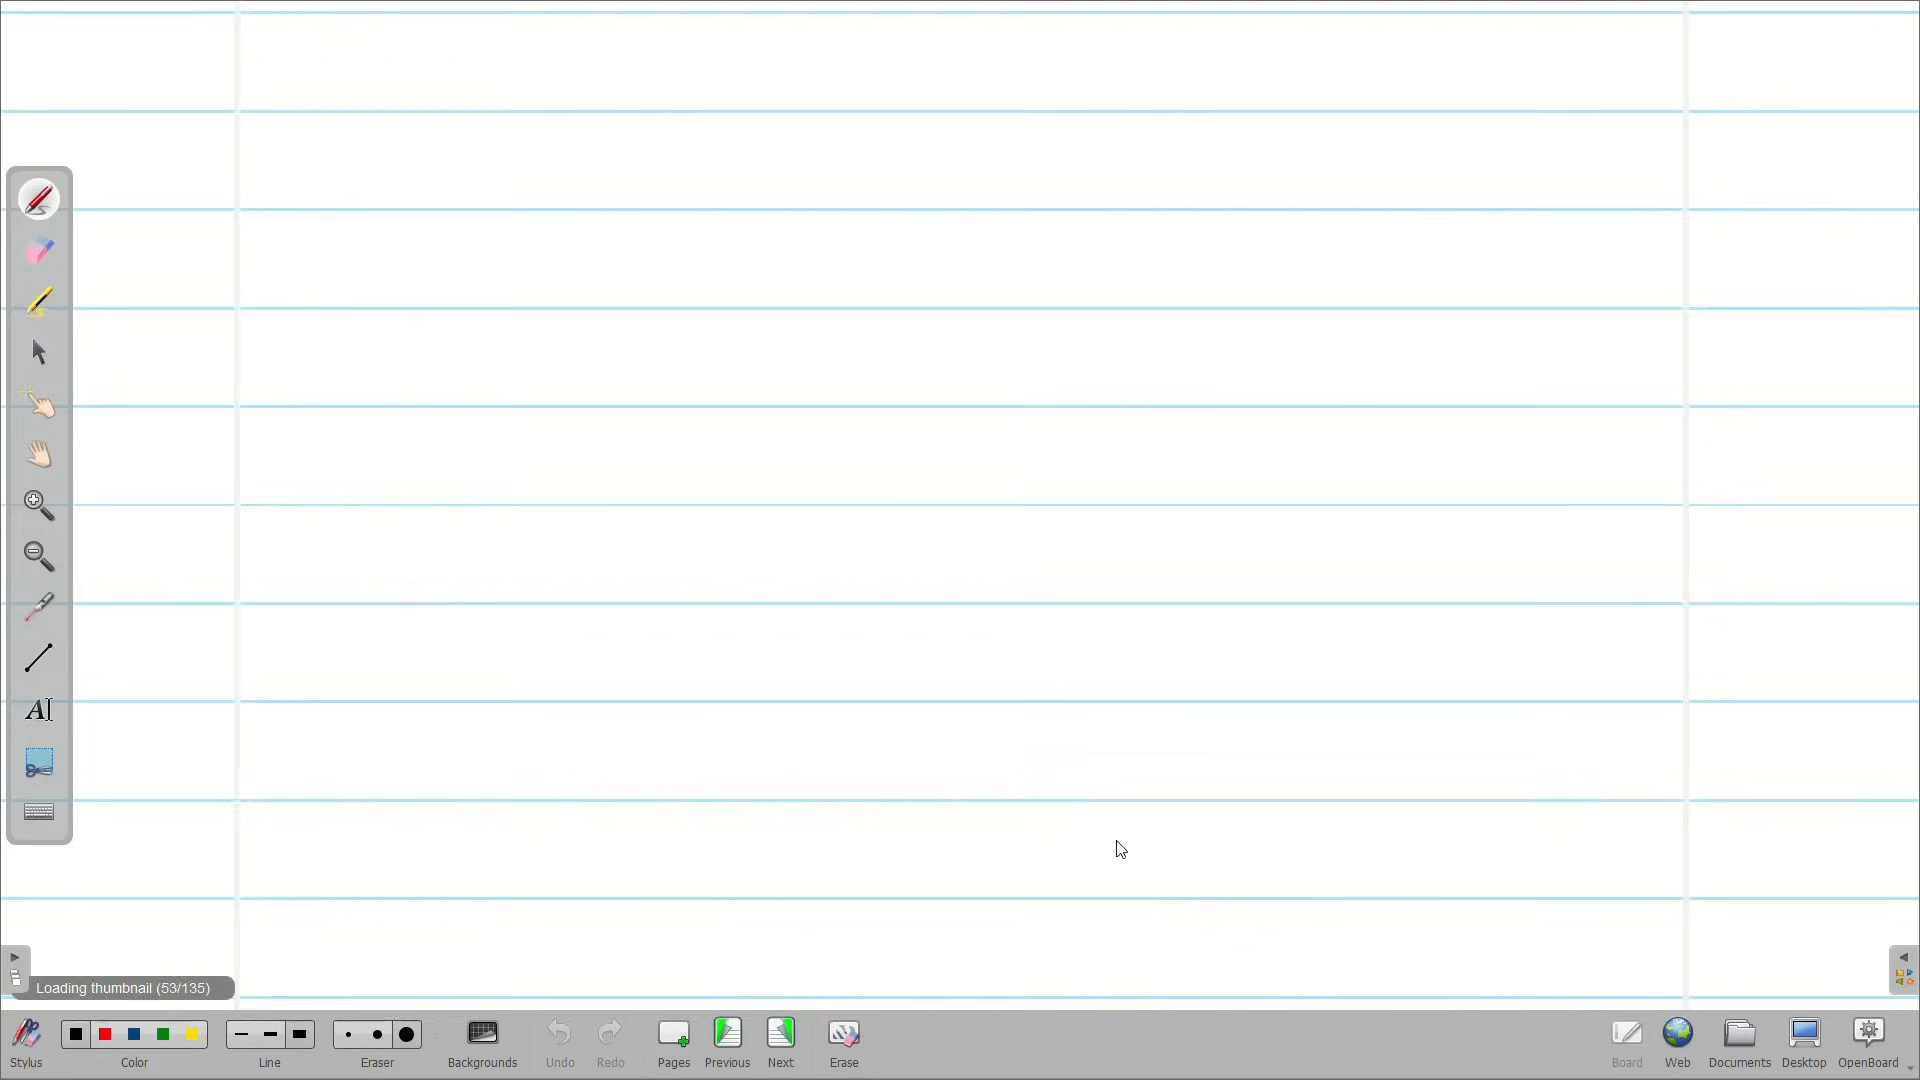 AI
Loading thumbnail (53/135)
Stylus
Color
Line
Eraser
Backgrounds
Undo
Redo
Pages
Previous
Next
Erase
Board
Web
Documents
Desktop
OpenBoard